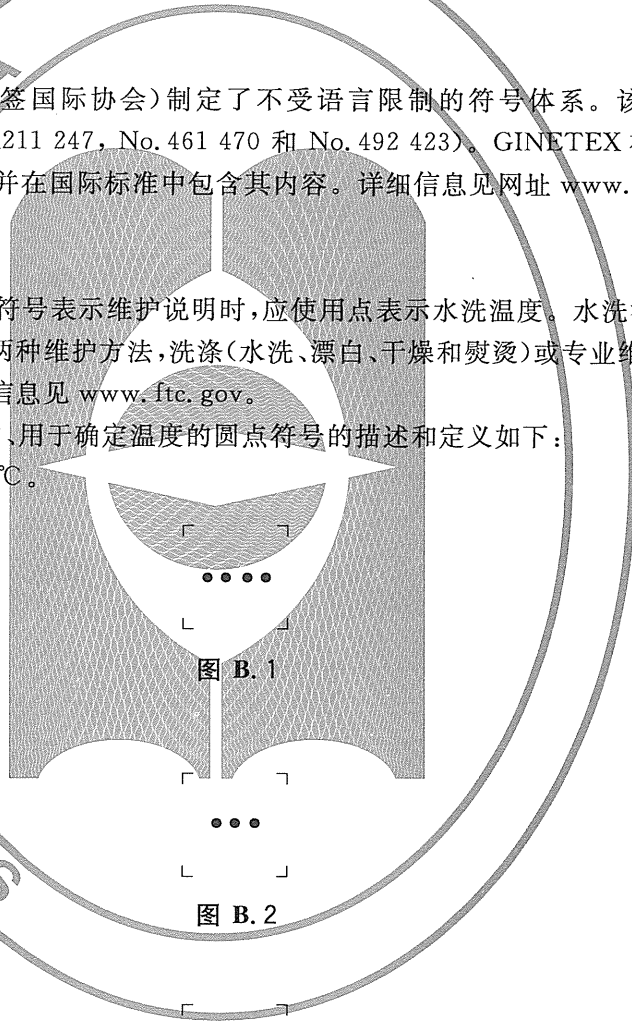 签国际协会)制定了不受语言限制的符号体系。该
211 247, No. 461 470 和 No. 492 423)。GINETEX
并在国际标准中包含其内容。详细信息见网址 www.
符号表示维护说明时,应使用点表示水洗温度。水洗
两种维护方法,洗涤(水洗、漂白、干燥和熨烫)或专业维
信息见 www.ftc.gov。
、用于确定温度的圆点符号的描述和定义如下:
℃。
图 B.1
图 B.2